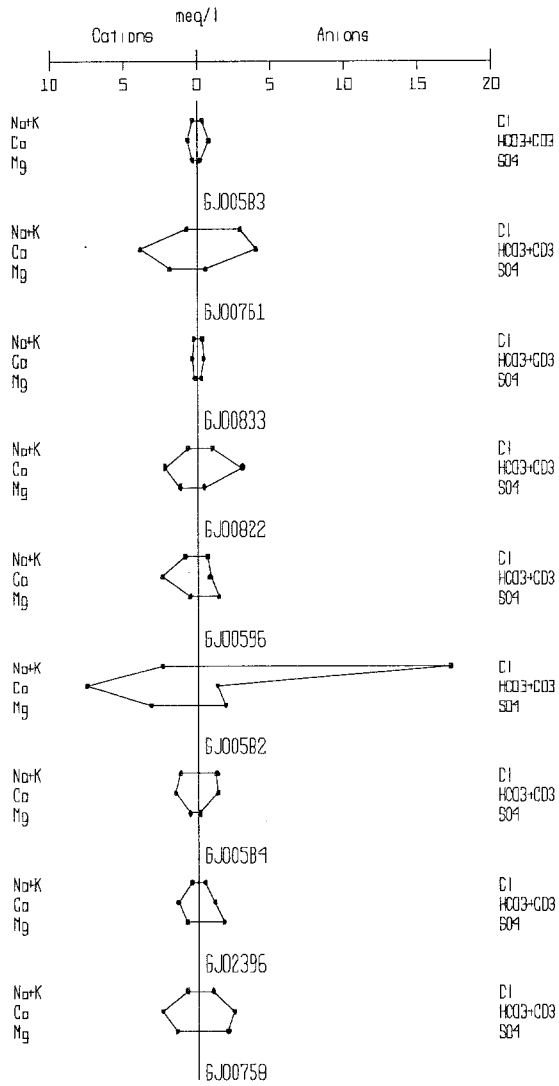 meq/l
Cations Anions
10 5 0 5 10 15 20
Na+K Cl
Ca HCO3+CO3
Mg SO4
GJ00583
Na+K Cl
Ca HCO3+CO3
Mg SO4
GJ00761
Na+K Cl
Ca HCO3+CO3
Mg SO4
GJ00833
Na+K Cl
Ca HCO3+CO3
Mg SO4
GJ00822
Na+K Cl
Ca HCO3+CO3
Mg SO4
GJ00596
Na+K Cl
Ca HCO3+CO3
Mg SO4
GJ00582
Na+K Cl
Ca HCO3+CO3
Mg SO4
GJ00584
Na+K Cl
Ca HCO3+CO3
Mg SO4
GJ02396
Na+K Cl
Ca HCO3+CO3
Mg SO4
GJ00759